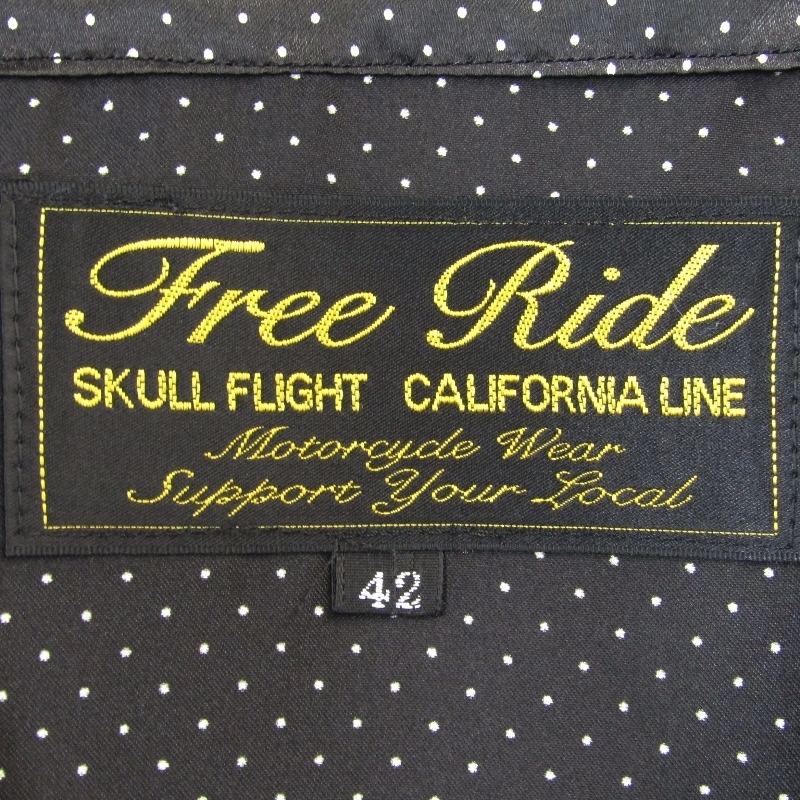 Free Ride
SKULL FLIGHT CALIFORNIA LINE
Motorcycle Wear
Support Your Local
42